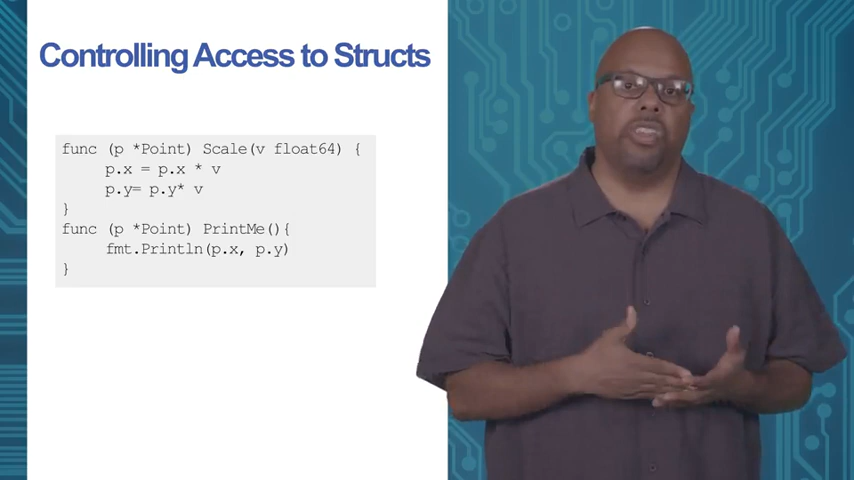 Controlling Access to Structs
func (p *Point) Scale(v float64) {
p.x = p.x * v
p.y= p.y* v
}
func (p *Point) PrintMe(){
fmt.Println(p.x, p.y)
}